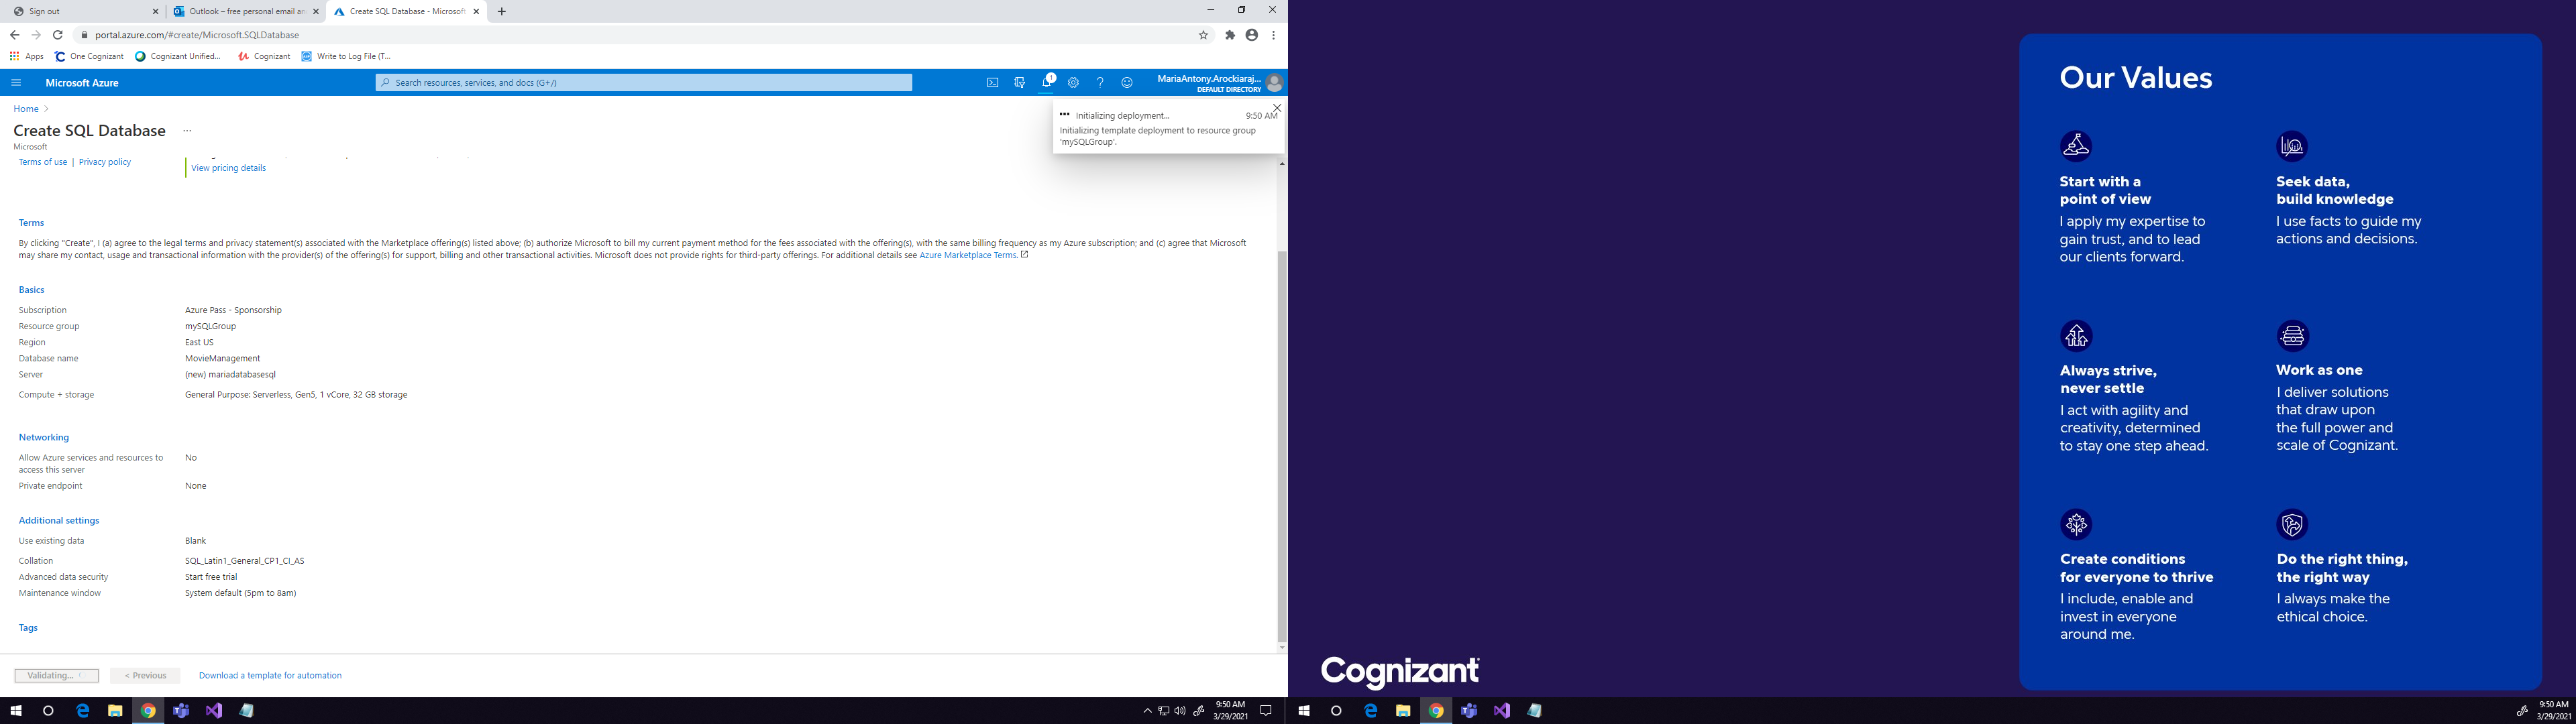 Sign out
Outlook – free personal email an
Create SQL Database - Microsoft
portal.azure.com/#create/Microsoft.SQLDatabase
Apps
One Cognizant
Cognizant Unified...
Cognizant
Write to Log File (T...
Microsoft Azure
Search resources, services, and docs (G+/)
1
MariaAntony.Arockiaraj...
DEFAULT DIRECTORY
Home
Create SQL Database ...
Microsoft
Initializing deployment...
9:50 AM
Initializing template deployment to resource group
'mySQLGroup'.
Terms of use | Privacy policy
View pricing details
Terms
By clicking "Create", I (a) agree to the legal terms and privacy statement(s) associated with the Marketplace offering(s) listed above; (b) authorize Microsoft to bill my current payment method for the fees associated with the offering(s), with the same billing frequency as my Azure subscription; and (c) agree that Microsoft
may share my contact, usage and transactional information with the provider(s) of the offering(s) for support, billing and other transactional activities. Microsoft does not provide rights for third-party offerings. For additional details see Azure Marketplace Terms.
Basics
Subscription Azure Pass - Sponsorship
Resource group mySQLGroup
Region East US
Database name MovieManagement
Server (new) mariadatabasesql
Compute + storage General Purpose: Serverless, Gen5, 1 vCore, 32 GB storage
Networking
Allow Azure services and resources to No
access this server
Private endpoint None
Additional settings
Use existing data Blank
Collation SQL_Latin1_General_CP1_CI_AS
Advanced data security Start free trial
Maintenance window System default (5pm to 8am)
Tags
Validating...
< Previous
Download a template for automation
9:50 AM
3/29/2021
Our Values
Start with a
point of view
I apply my expertise to
gain trust, and to lead
our clients forward.
Seek data,
build knowledge
I use facts to guide my
actions and decisions.
Always strive,
never settle
I act with agility and
creativity, determined
to stay one step ahead.
Work as one
I deliver solutions
that draw upon
the full power and
scale of Cognizant.
Create conditions
for everyone to thrive
I include, enable and
invest in everyone
around me.
Do the right thing,
the right way
I always make the
ethical choice.
Cognizant
9:50 AM
3/29/2021